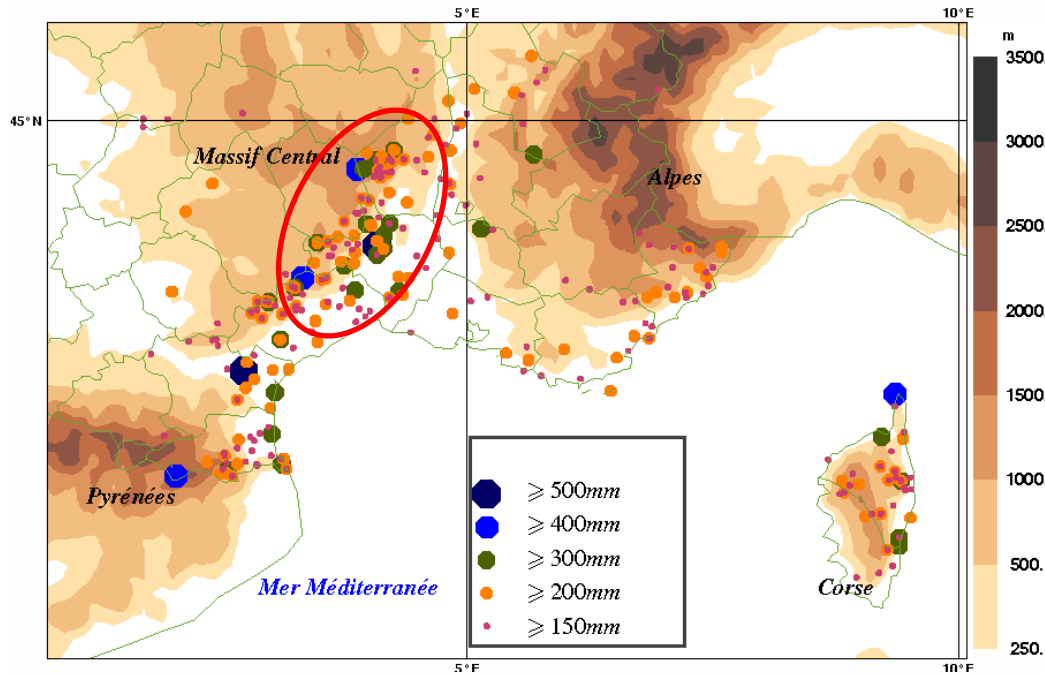 5°E
10°E
m
3500
3000
2500
2000
1500
1000
500.
250.
45°N
Massif Central
Alpes
Pyrénées
Mer Méditerranée
Corse
⩾ 500mm
⩾ 400mm
⩾ 300mm
⩾ 200mm
⩾ 150mm
5°E
10°E